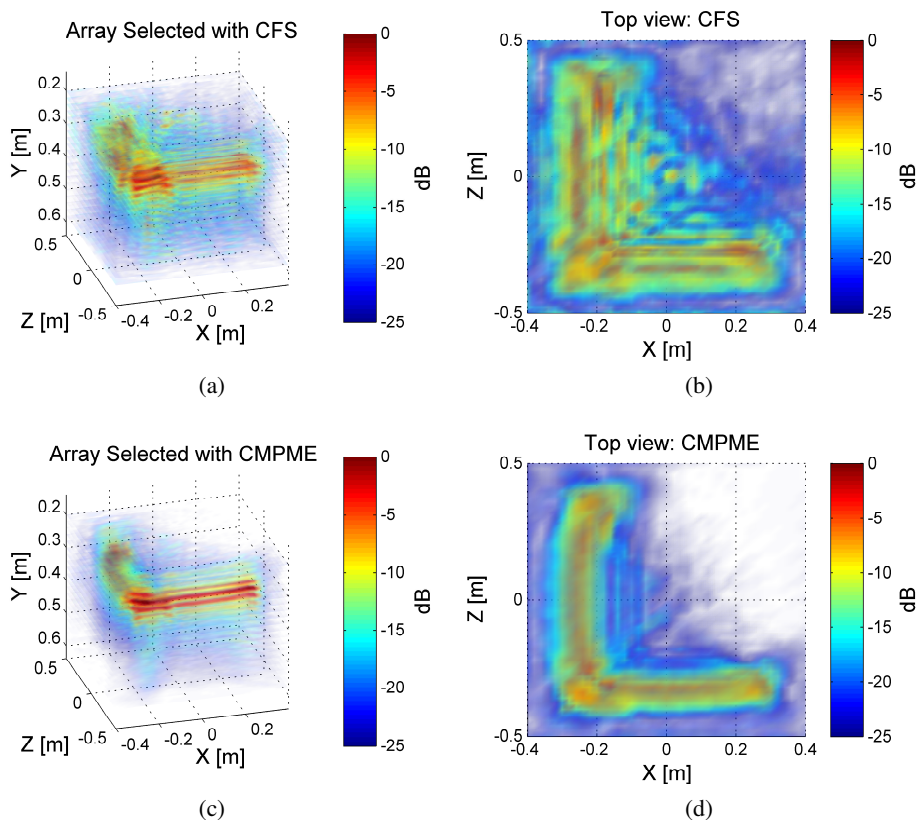 Array Selected with CFS
0
-5
-10
-15
-20
-25
dB
0.2
0.3
0.4
0.5
0.6
Y [m]
0.5
0
-0.5
Z [m]
-0.4
-0.2
0
0.2
X [m]
(a)
Top view: CFS
0.5
0
-0.5
Z [m]
-0.4
-0.2
0
0.2
0.4
X [m]
0
-5
-10
-15
-20
-25
dB
(b)
Array Selected with CMPME
0
-5
-10
-15
-20
-25
dB
0.2
0.3
0.4
0.5
0.6
Y [m]
0.5
0
-0.5
Z [m]
-0.4
-0.2
0
0.2
X [m]
(c)
Top view: CMPME
0.5
0
-0.5
Z [m]
-0.4
-0.2
0
0.2
0.4
X [m]
0
-5
-10
-15
-20
-25
dB
(d)